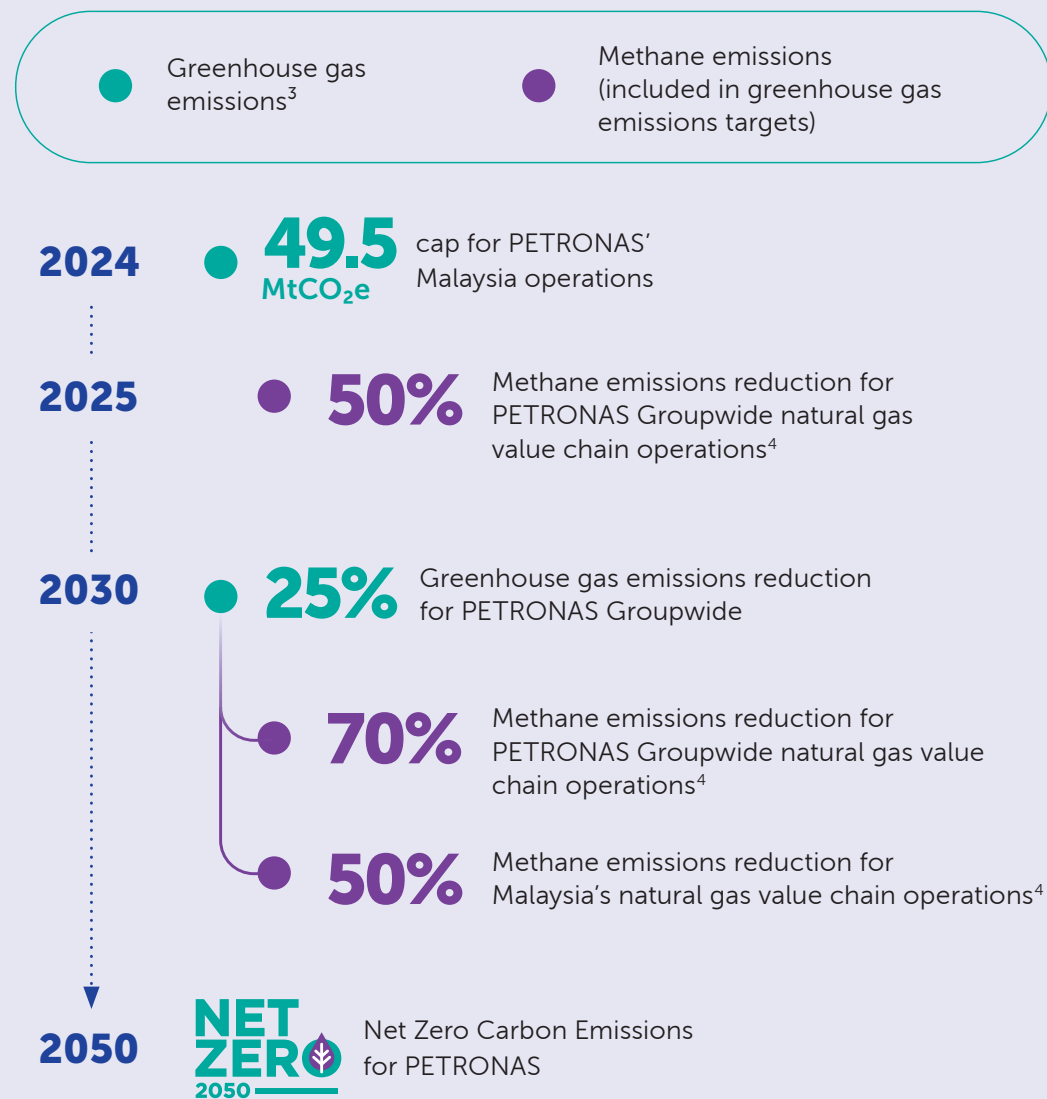 Greenhouse gas
emissions³
Methane emissions
(included in greenhouse gas
emissions targets)
2024
49.5
MtCO₂e
cap for PETRONAS’
Malaysia operations
2025
50%
Methane emissions reduction for
PETRONAS Groupwide natural gas
value chain operations⁴
2030
25%
Greenhouse gas emissions reduction
for PETRONAS Groupwide
70%
Methane emissions reduction for
PETRONAS Groupwide natural gas value
chain operations⁴
50%
Methane emissions reduction for
Malaysia’s natural gas value chain operations⁴
2050
NET
ZERO
2050
Net Zero Carbon Emissions
for PETRONAS